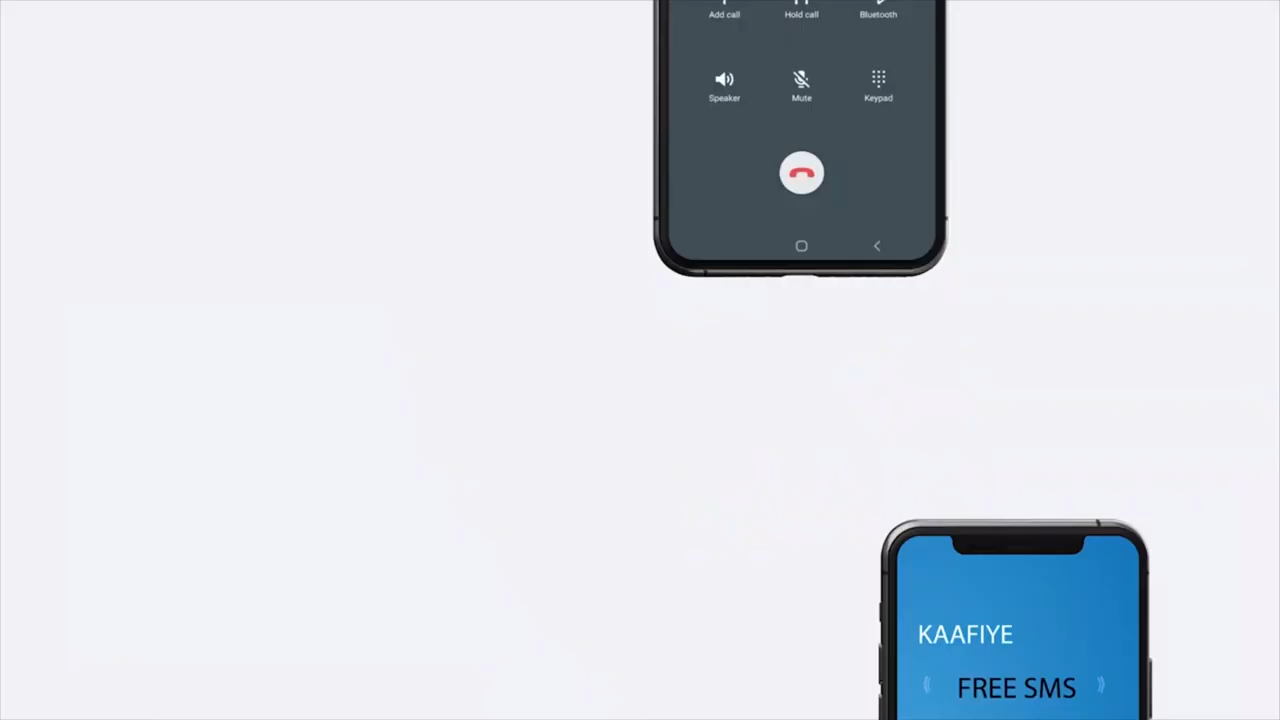 Add call Hold call Bluetooth
Speaker Mute Keypad
KAAFIYE
FREE SMS